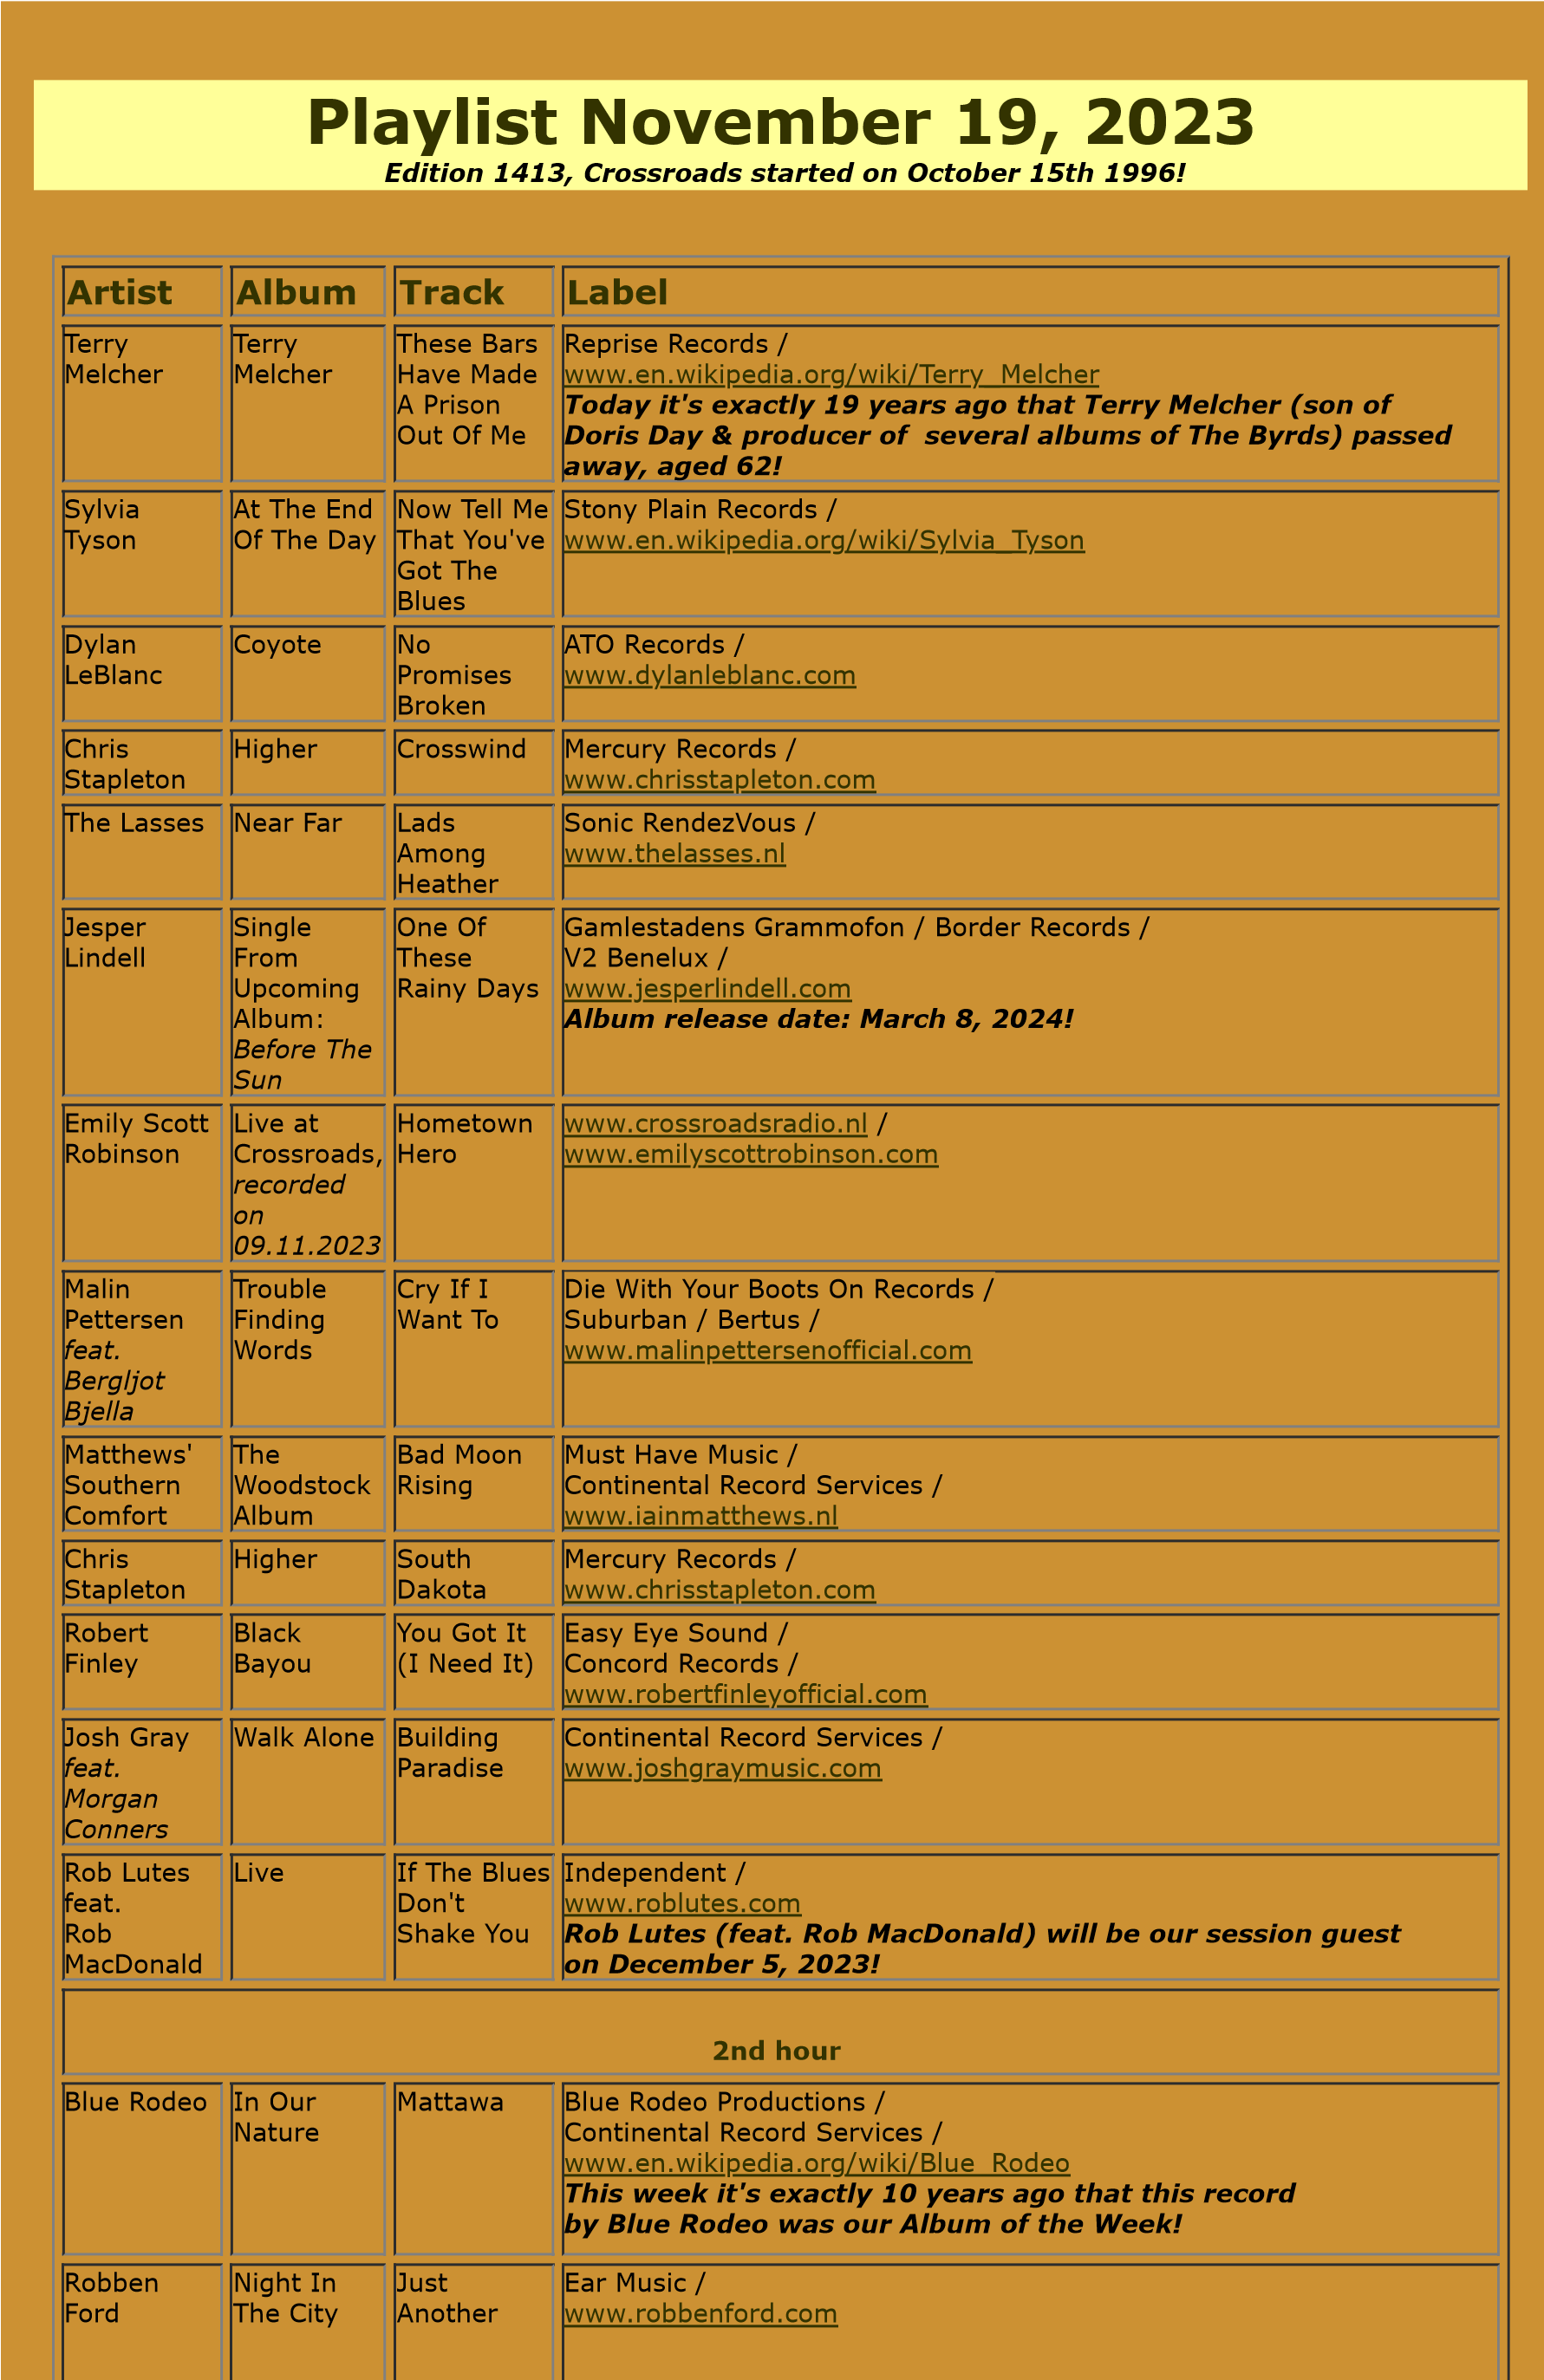 Playlist November 19, 2023
Edition 1413, Crossroads started on October 15th 1996!
Artist
Album
Track
Label
Terry
Melcher
Terry
Melcher
These Bars
Have Made
A Prison
Out Of Me
Reprise Records /
www.en.wikipedia.org/wiki/Terry_Melcher
Today it's exactly 19 years ago that Terry Melcher (son of
Doris Day & producer of  several albums of The Byrds) passed
away, aged 62!
Sylvia
Tyson
At The End
Of The Day
Now Tell Me
That You've
Got The
Blues
Stony Plain Records /
www.en.wikipedia.org/wiki/Sylvia_Tyson
Dylan
LeBlanc
Coyote
No
Promises
Broken
ATO Records /
www.dylanleblanc.com
Chris
Stapleton
Higher
Crosswind
Mercury Records /
www.chrisstapleton.com
The Lasses
Near Far
Lads
Among
Heather
Sonic RendezVous /
www.thelasses.nl
Jesper
Lindell
Single
From
Upcoming
Album:
Before The
Sun
One Of
These
Rainy Days
Gamlestadens Grammofon / Border Records /
V2 Benelux /
www.jesperlindell.com
Album release date: March 8, 2024!
Emily Scott
Robinson
Live at
Crossroads,
recorded
on
09.11.2023
Hometown
Hero
www.crossroadsradio.nl /
www.emilyscottrobinson.com
Malin
Pettersen
feat.
Bergljot
Bjella
Trouble
Finding
Words
Cry If I
Want To
Die With Your Boots On Records /
Suburban / Bertus /
www.malinpettersenofficial.com
Matthews'
Southern
Comfort
The
Woodstock
Album
Bad Moon
Rising
Must Have Music /
Continental Record Services /
www.iainmatthews.nl
Chris
Stapleton
Higher
South
Dakota
Mercury Records /
www.chrisstapleton.com
Robert
Finley
Black
Bayou
You Got It
(I Need It)
Easy Eye Sound /
Concord Records /
www.robertfinleyofficial.com
Josh Gray
feat.
Morgan
Conners
Walk Alone
Building
Paradise
Continental Record Services /
www.joshgraymusic.com
Rob Lutes
feat.
Rob
MacDonald
Live
If The Blues
Don't
Shake You
Independent /
www.roblutes.com
Rob Lutes (feat. Rob MacDonald) will be our session guest
on December 5, 2023!
2nd hour
Blue Rodeo
In Our
Nature
Mattawa
Blue Rodeo Productions /
Continental Record Services /
www.en.wikipedia.org/wiki/Blue_Rodeo
This week it's exactly 10 years ago that this record
by Blue Rodeo was our Album of the Week!
Robben
Ford
Night In
The City
Just
Another
Ear Music /
www.robbenford.com